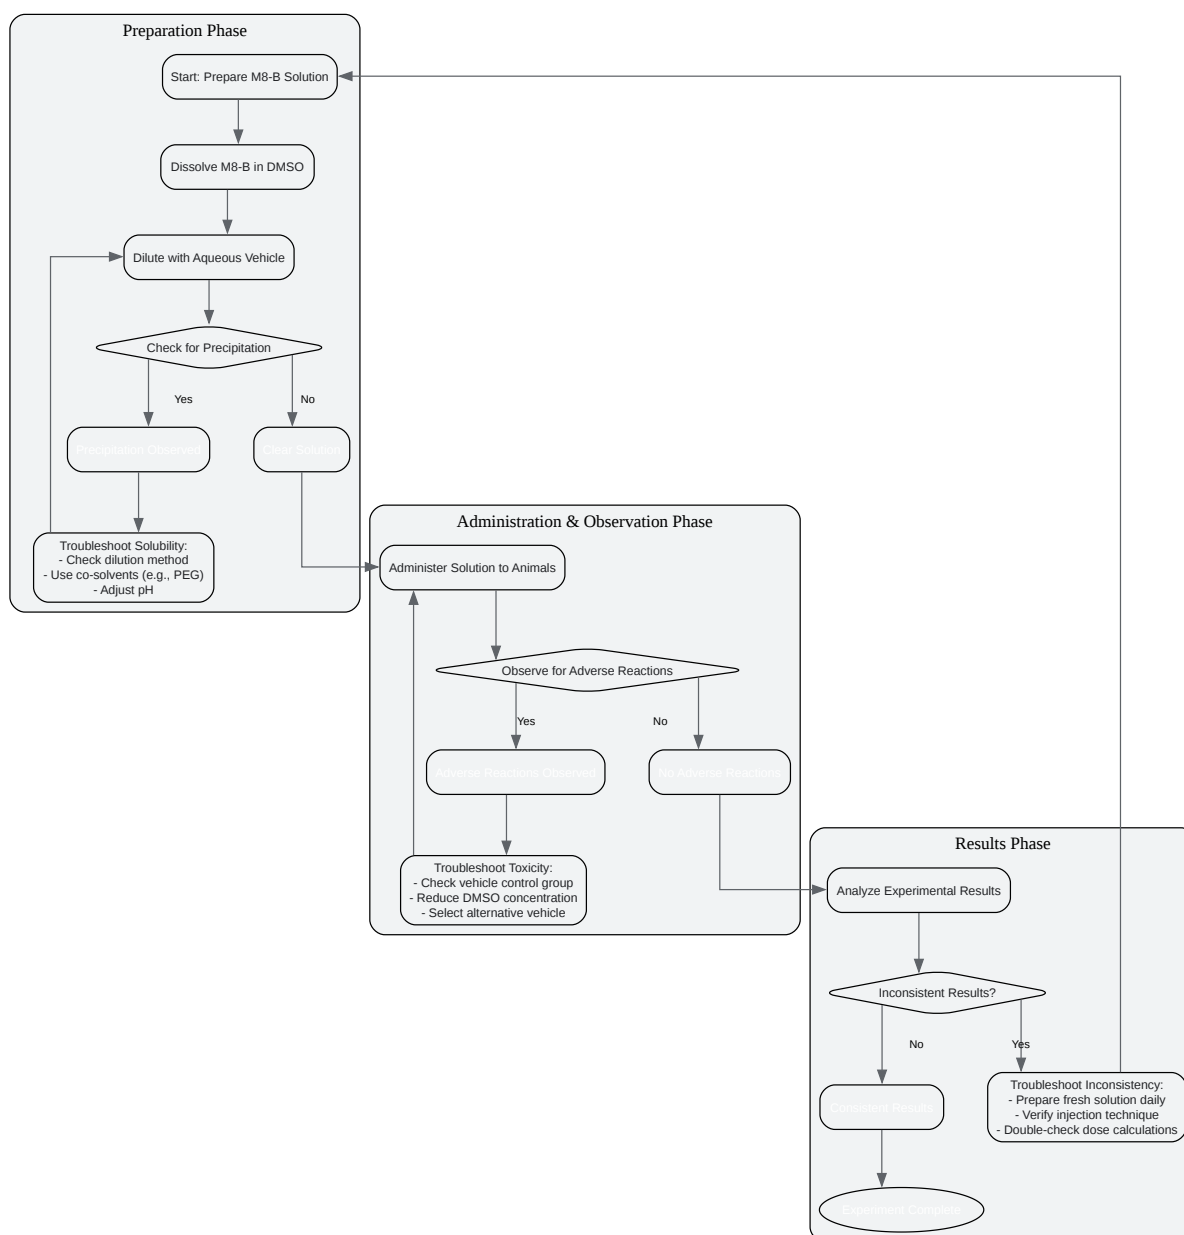 Preparation Phase
Start: Prepare M8-B Solution
Dissolve M8-B in DMSO
Dilute with Aqueous Vehicle
Check for Precipitation
Yes
No
Precipitation Observed
Clear Solution
Troubleshoot Solubility:
- Check dilution method
- Use co-solvents (e.g., PEG)
- Adjust pH
Administration & Observation Phase
Administer Solution to Animals
Observe for Adverse Reactions
Yes
No
Adverse Reactions Observed
No Adverse Reactions
Troubleshoot Toxicity:
- Check vehicle control group
- Reduce DMSO concentration
- Select alternative vehicle
Results Phase
Analyze Experimental Results
Inconsistent Results?
No
Yes
Consistent Results
Troubleshoot Inconsistency:
- Prepare fresh solution daily
- Verify injection technique
- Double-check dose calculations
Experiment Complete